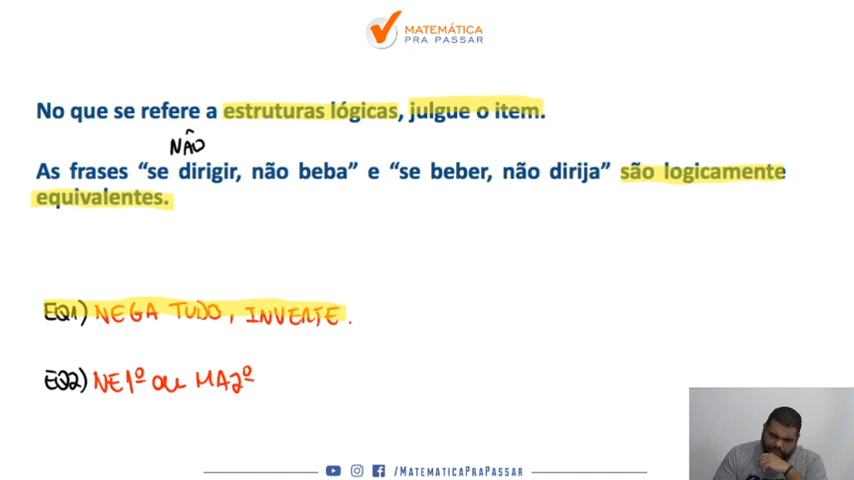 MATEMÁTICA
PRA PASSAR
No que se refere a estruturas lógicas, julgue o item.
NÃO
As frases “se dirigir, não beba” e “se beber, não dirija” são logicamente
equivalentes.
EQ1) NEGA TUDO, INVERTE.
EQ2) NE1º ou MA2º
/MATEMATICAPRAPASSAR